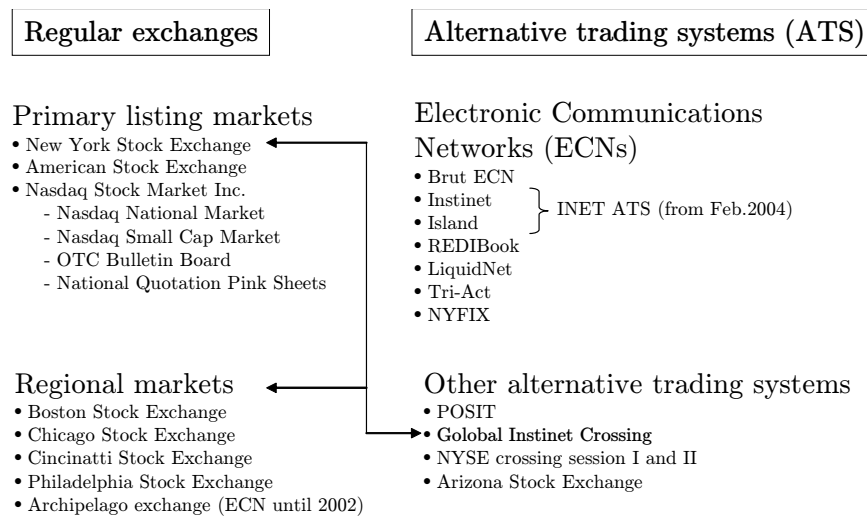 Regular exchanges
Alternative trading systems (ATS)
Primary listing markets
• New York Stock Exchange
• American Stock Exchange
• Nasdaq Stock Market Inc.
- Nasdaq National Market
- Nasdaq Small Cap Market
- OTC Bulletin Board
- National Quotation Pink Sheets
Electronic Communications
Networks (ECNs)
• Brut ECN
• Instinet
• Island
INET ATS (from Feb.2004)
• REDIBook
• LiquidNet
• Tri-Act
• NYFIX
Regional markets
• Boston Stock Exchange
• Chicago Stock Exchange
• Cincinatti Stock Exchange
• Philadelphia Stock Exchange
• Archipelago exchange (ECN until 2002)
Other alternative trading systems
• POSIT
• Golobal Instinet Crossing
• NYSE crossing session I and II
• Arizona Stock Exchange